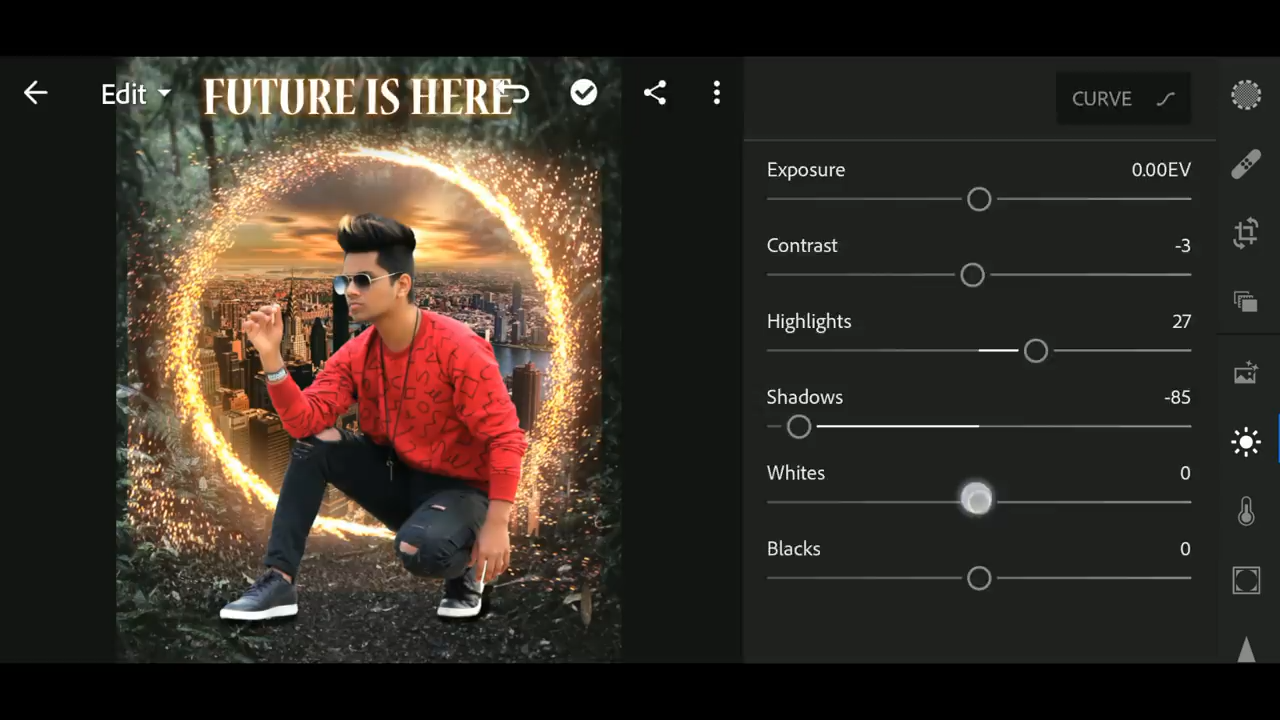 Edit
FUTURE IS HERE
CURVE
Exposure 0.00EV
Contrast -3
Highlights 27
Shadows -85
Whites 0
Blacks 0